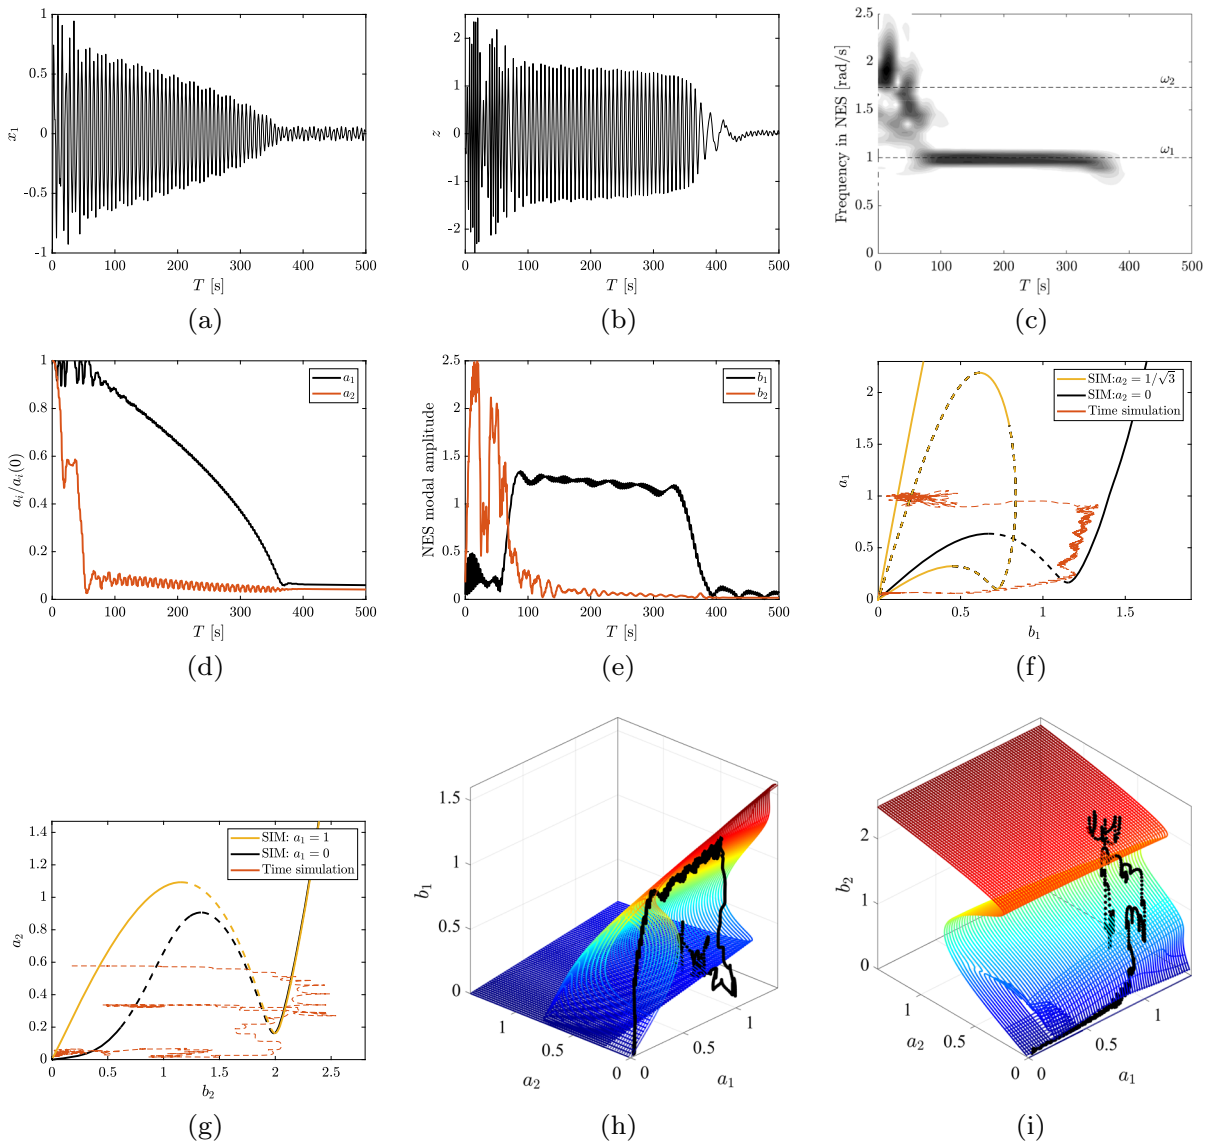 1
0.5
0
-0.5
-1
x₁
0 100 200 300 400 500
T [s]
(a)
2
1
0
-1
-2
z
0 100 200 300 400 500
T [s]
(b)
2.5
2
1.5
1
0.5
0
Frequency in NES [rad/s]
ω₂
ω₁
0 100 200 300 400 500
T [s]
(c)
1
0.8
0.6
0.4
0.2
0
aᵢ/aᵢ(0)
a₁
a₂
0 100 200 300 400 500
T [s]
(d)
2.5
2
1.5
1
0.5
0
NES modal amplitude
b₁
b₂
0 100 200 300 400 500
T [s]
(e)
2
1.5
1
0.5
0
a₁
SIM:a₂ = 1/√3
SIM:a₂ = 0
Time simulation
0 0.5 1 1.5
b₁
(f)
1.4
1.2
1
0.8
0.6
0.4
0.2
0
a₂
SIM: a₁ = 1
SIM: a₁ = 0
Time simulation
0 0.5 1 1.5 2 2.5
b₂
(g)
1.5
1
0.5
0
b₁
1
0.5
0
a₂
0
0.5
1
a₁
(h)
2
1
0
b₂
1
0.5
0
a₂
0
0.5
1
a₁
(i)